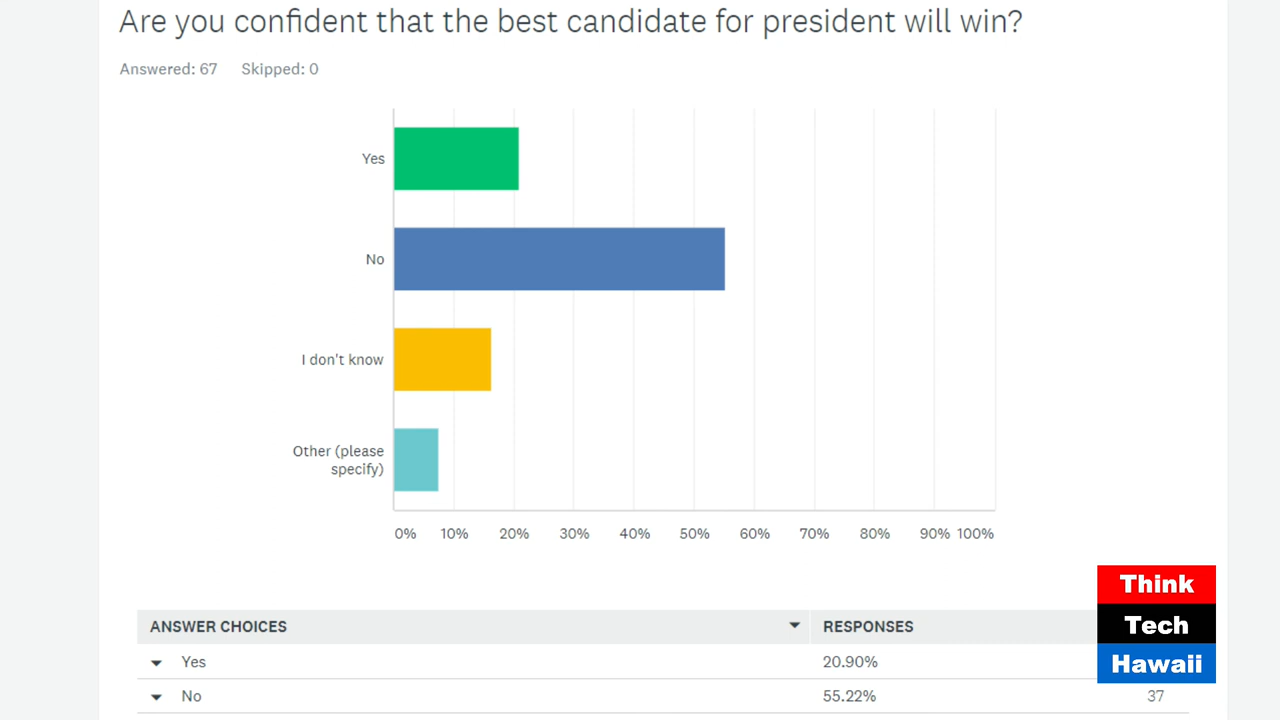 Are you confident that the best candidate for president will win?
Answered: 67 Skipped: 0
Yes
No
I don't know
Other (please
specify)
0% 10% 20% 30% 40% 50% 60% 70% 80% 90% 100%
ANSWER CHOICES RESPONSES
Yes 20.90%
No 55.22% 37
Think
Tech
Hawaii